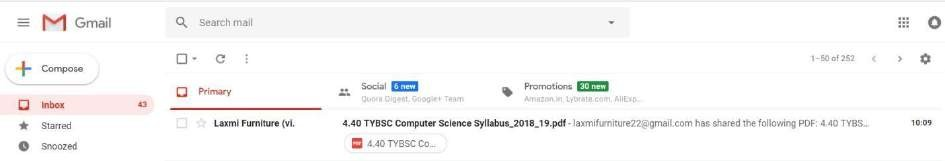 Gmail
Search mail
Compose
1–50 of 252
Inbox 43
Starred
Snoozed
Primary
Social 6 new
Quora Digest, Google+ Team
Promotions 30 new
Amazon.in, Lybrate.com, AliExp...
Laxmi Furniture (vi. 4.40 TYBSC Computer Science Syllabus_2018_19.pdf - laxmifurniture22@gmail.com has shared the following PDF: 4.40 TYBS... 10:09
PDF 4.40 TYBSC Co...